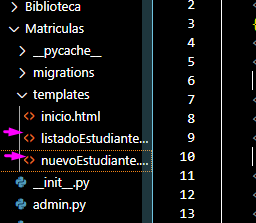 Biblioteca
Matriculas
__pycache__
migrations
templates
inicio.html
listadoEstudiante....
nuevoEstudiante....
__init__.py
admin.py
2
3
4
5
6
7
8
9
10
11
12
13